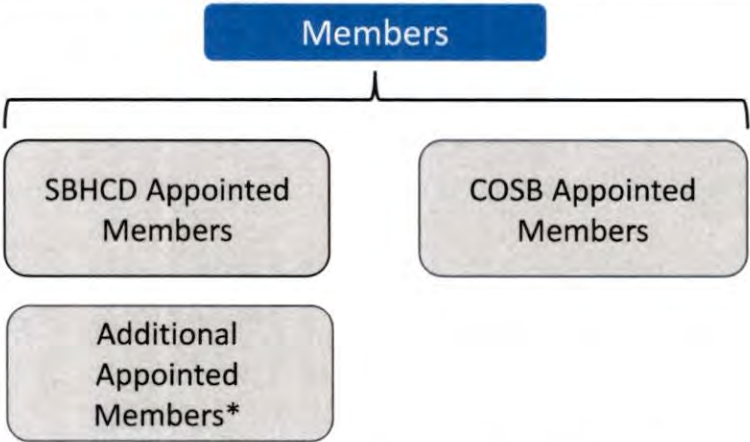 Members
SBHCD Appointed
Members
COSB Appointed
Members
Additional
Appointed
Members*